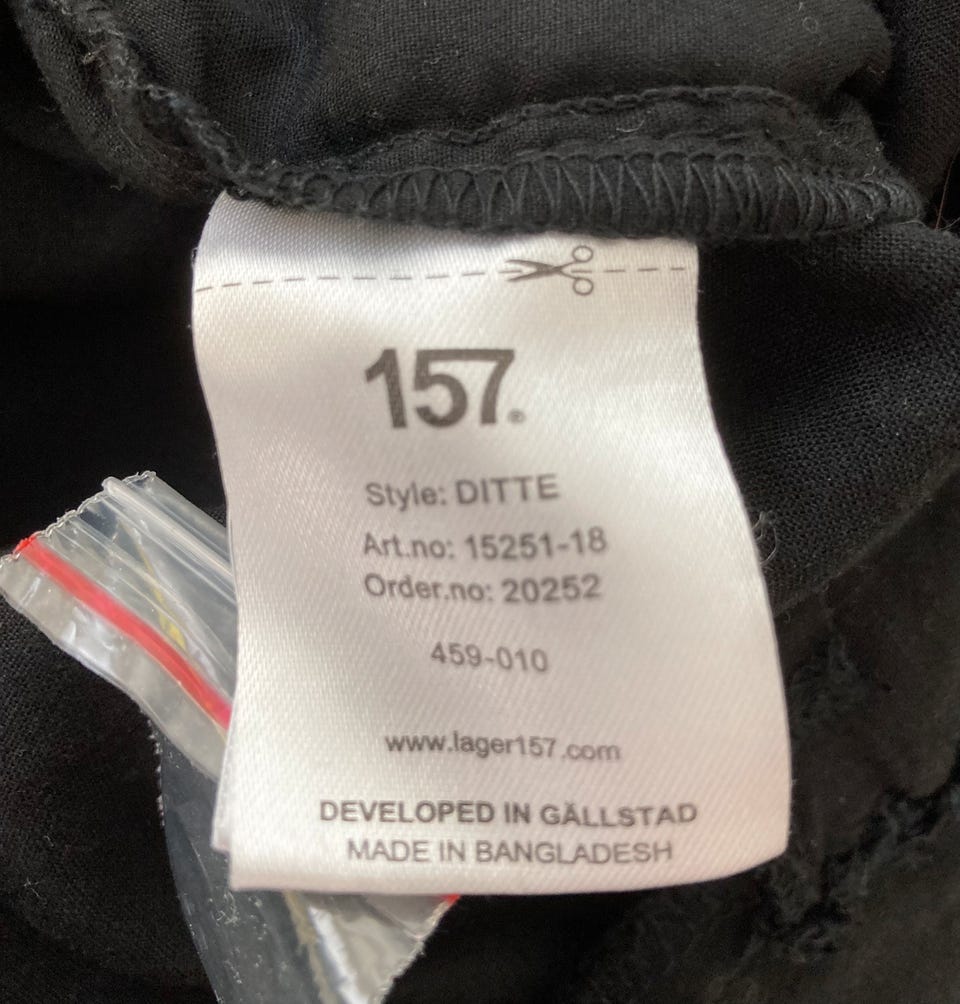 157®
Style: DITTE
Art.no: 15251-18
Order.no: 20252
459-010
www.lager157.com
DEVELOPED IN GÄLLSTAD
MADE IN BANGLADESH